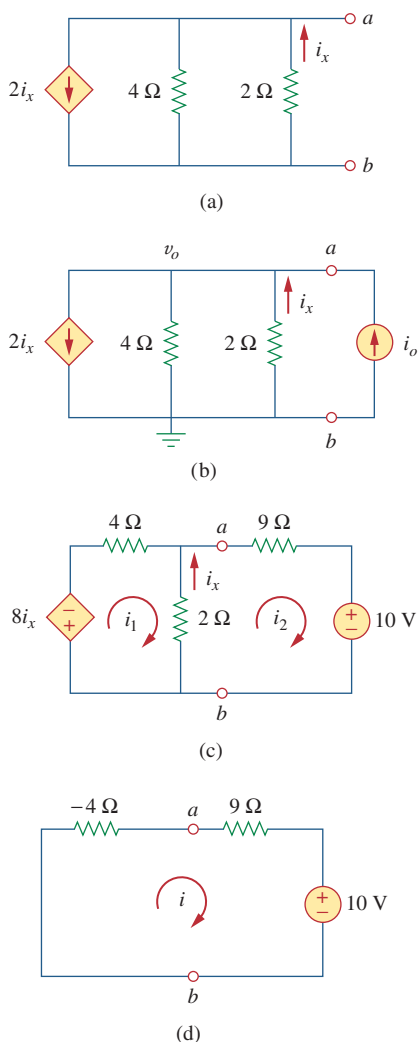 a
i_x
2i_x 4 Ω 2 Ω
b
(a)
v_o a
i_x
2i_x 4 Ω 2 Ω i_o
b
(b)
4 Ω a 9 Ω
i_x
8i_x − + i_1 2 Ω i_2 + − 10 V
b
(c)
−4 Ω a 9 Ω
i + − 10 V
b
(d)